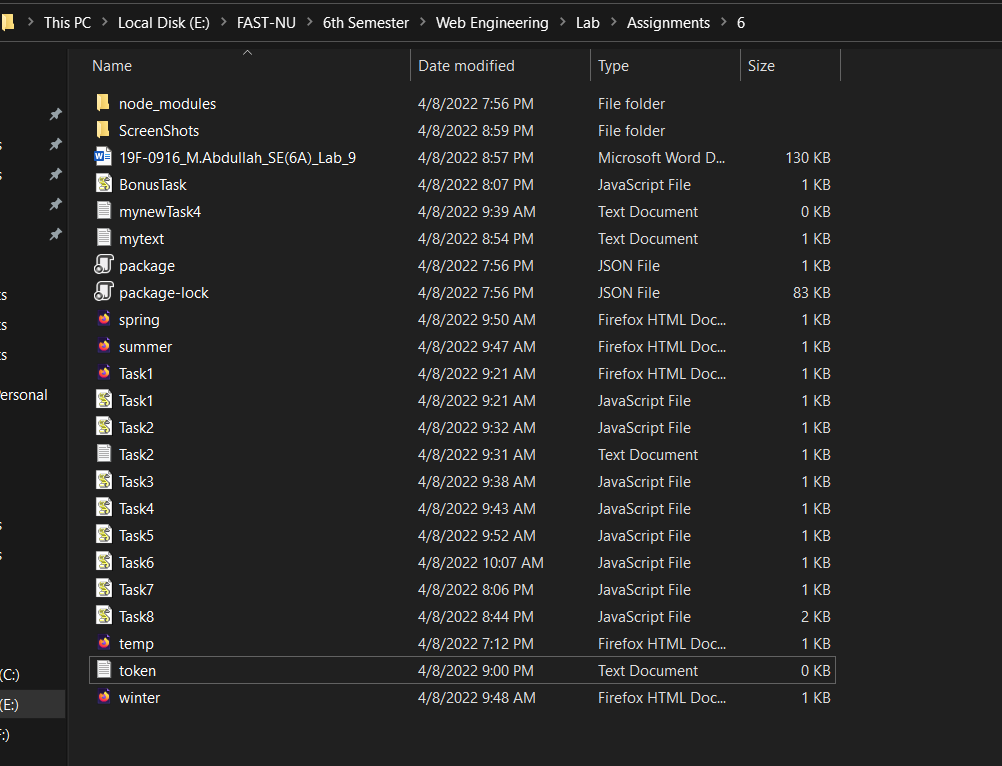 This PC > Local Disk (E:) > FAST-NU > 6th Semester > Web Engineering > Lab > Assignments > 6
Name Date modified Type Size
node_modules 4/8/2022 7:56 PM File folder
ScreenShots 4/8/2022 8:59 PM File folder
19F-0916_M.Abdullah_SE(6A)_Lab_9 4/8/2022 8:57 PM Microsoft Word D... 130 KB
BonusTask 4/8/2022 8:07 PM JavaScript File 1 KB
mynewTask4 4/8/2022 9:39 AM Text Document 0 KB
mytext 4/8/2022 8:54 PM Text Document 1 KB
package 4/8/2022 7:56 PM JSON File 1 KB
package-lock 4/8/2022 7:56 PM JSON File 83 KB
spring 4/8/2022 9:50 AM Firefox HTML Doc... 1 KB
summer 4/8/2022 9:47 AM Firefox HTML Doc... 1 KB
Task1 4/8/2022 9:21 AM Firefox HTML Doc... 1 KB
ersonal
Task1 4/8/2022 9:21 AM JavaScript File 1 KB
Task2 4/8/2022 9:32 AM JavaScript File 1 KB
Task2 4/8/2022 9:31 AM Text Document 1 KB
Task3 4/8/2022 9:38 AM JavaScript File 1 KB
Task4 4/8/2022 9:43 AM JavaScript File 1 KB
Task5 4/8/2022 9:52 AM JavaScript File 1 KB
Task6 4/8/2022 10:07 AM JavaScript File 1 KB
Task7 4/8/2022 8:06 PM JavaScript File 1 KB
Task8 4/8/2022 8:44 PM JavaScript File 2 KB
temp 4/8/2022 7:12 PM Firefox HTML Doc... 1 KB
(C:)
token 4/8/2022 9:00 PM Text Document 0 KB
winter 4/8/2022 9:48 AM Firefox HTML Doc... 1 KB
(E:)